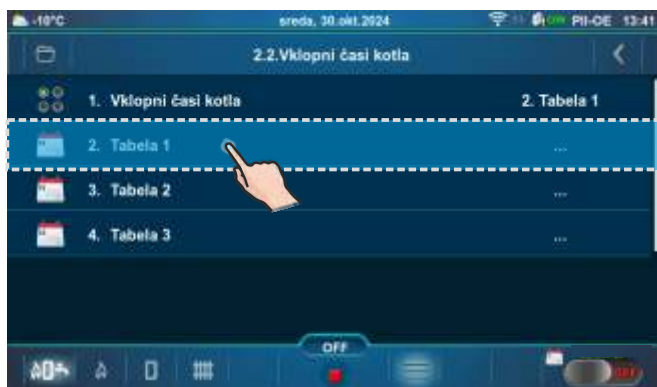 -10°C sreda, 30.okt.2024 PII-OE 13:41
2.2.Vklopni časi kotla
1. Vklopni časi kotla 2. Tabela 1
2. Tabela 1 ...
3. Tabela 2 ...
4. Tabela 3 ...
OFF
OFF